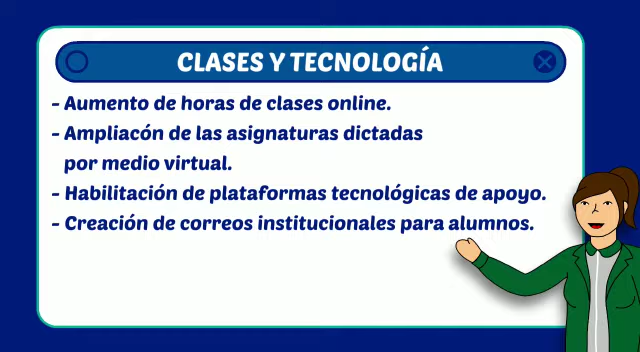 CLASES Y TECNOLOGÍA
- Aumento de horas de clases online.
- Ampliacón de las asignaturas dictadas
por medio virtual.
- Habilitación de plataformas tecnológicas de apoyo.
- Creación de correos institucionales para alumnos.